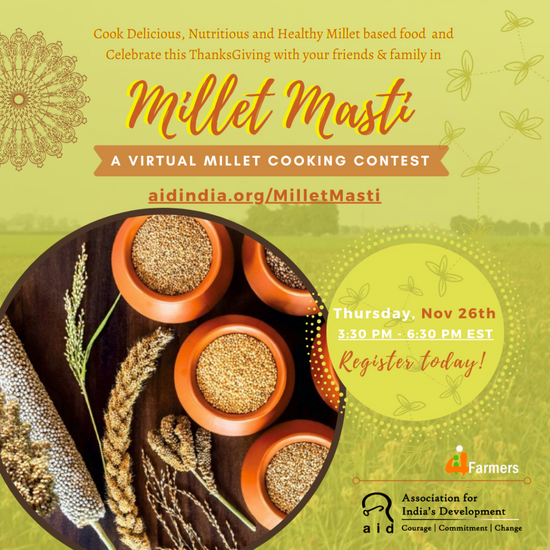 Cook Delicious, Nutritious and Healthy Millet based food and
Celebrate this ThanksGiving with your friends & family in
Millet Masti
A VIRTUAL MILLET COOKING CONTEST
aidindia.org/MilletMasti
Thursday, Nov 26th
3:30 PM - 6:30 PM EST
Register today!
i4Farmers
aid
Association for
India's Development
Courage | Commitment | Change